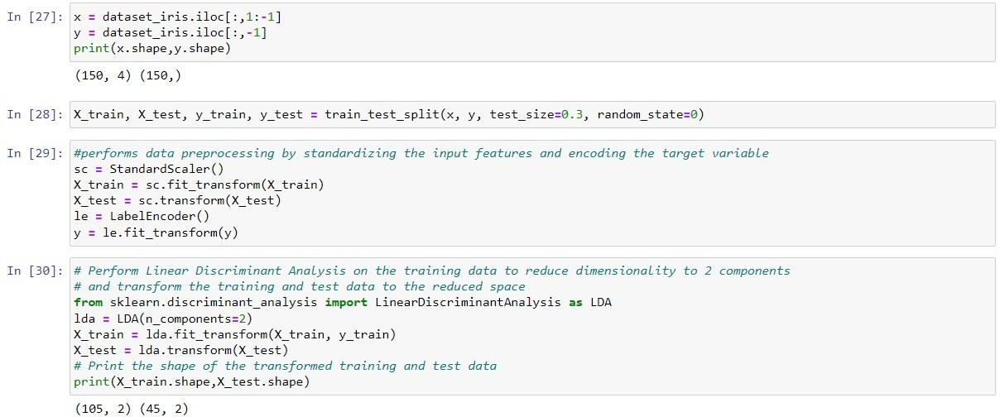 In [27]: x = dataset_iris.iloc[:,1:-1]
y = dataset_iris.iloc[:,-1]
print(x.shape,y.shape)
(150, 4) (150,)
In [28]: X_train, X_test, y_train, y_test = train_test_split(x, y, test_size=0.3, random_state=0)
In [29]: #performs data preprocessing by standardizing the input features and encoding the target variable
sc = StandardScaler()
X_train = sc.fit_transform(X_train)
X_test = sc.transform(X_test)
le = LabelEncoder()
y = le.fit_transform(y)
In [30]: # Perform Linear Discriminant Analysis on the training data to reduce dimensionality to 2 components
# and transform the training and test data to the reduced space
from sklearn.discriminant_analysis import LinearDiscriminantAnalysis as LDA
lda = LDA(n_components=2)
X_train = lda.fit_transform(X_train, y_train)
X_test = lda.transform(X_test)
# Print the shape of the transformed training and test data
print(X_train.shape,X_test.shape)
(105, 2) (45, 2)